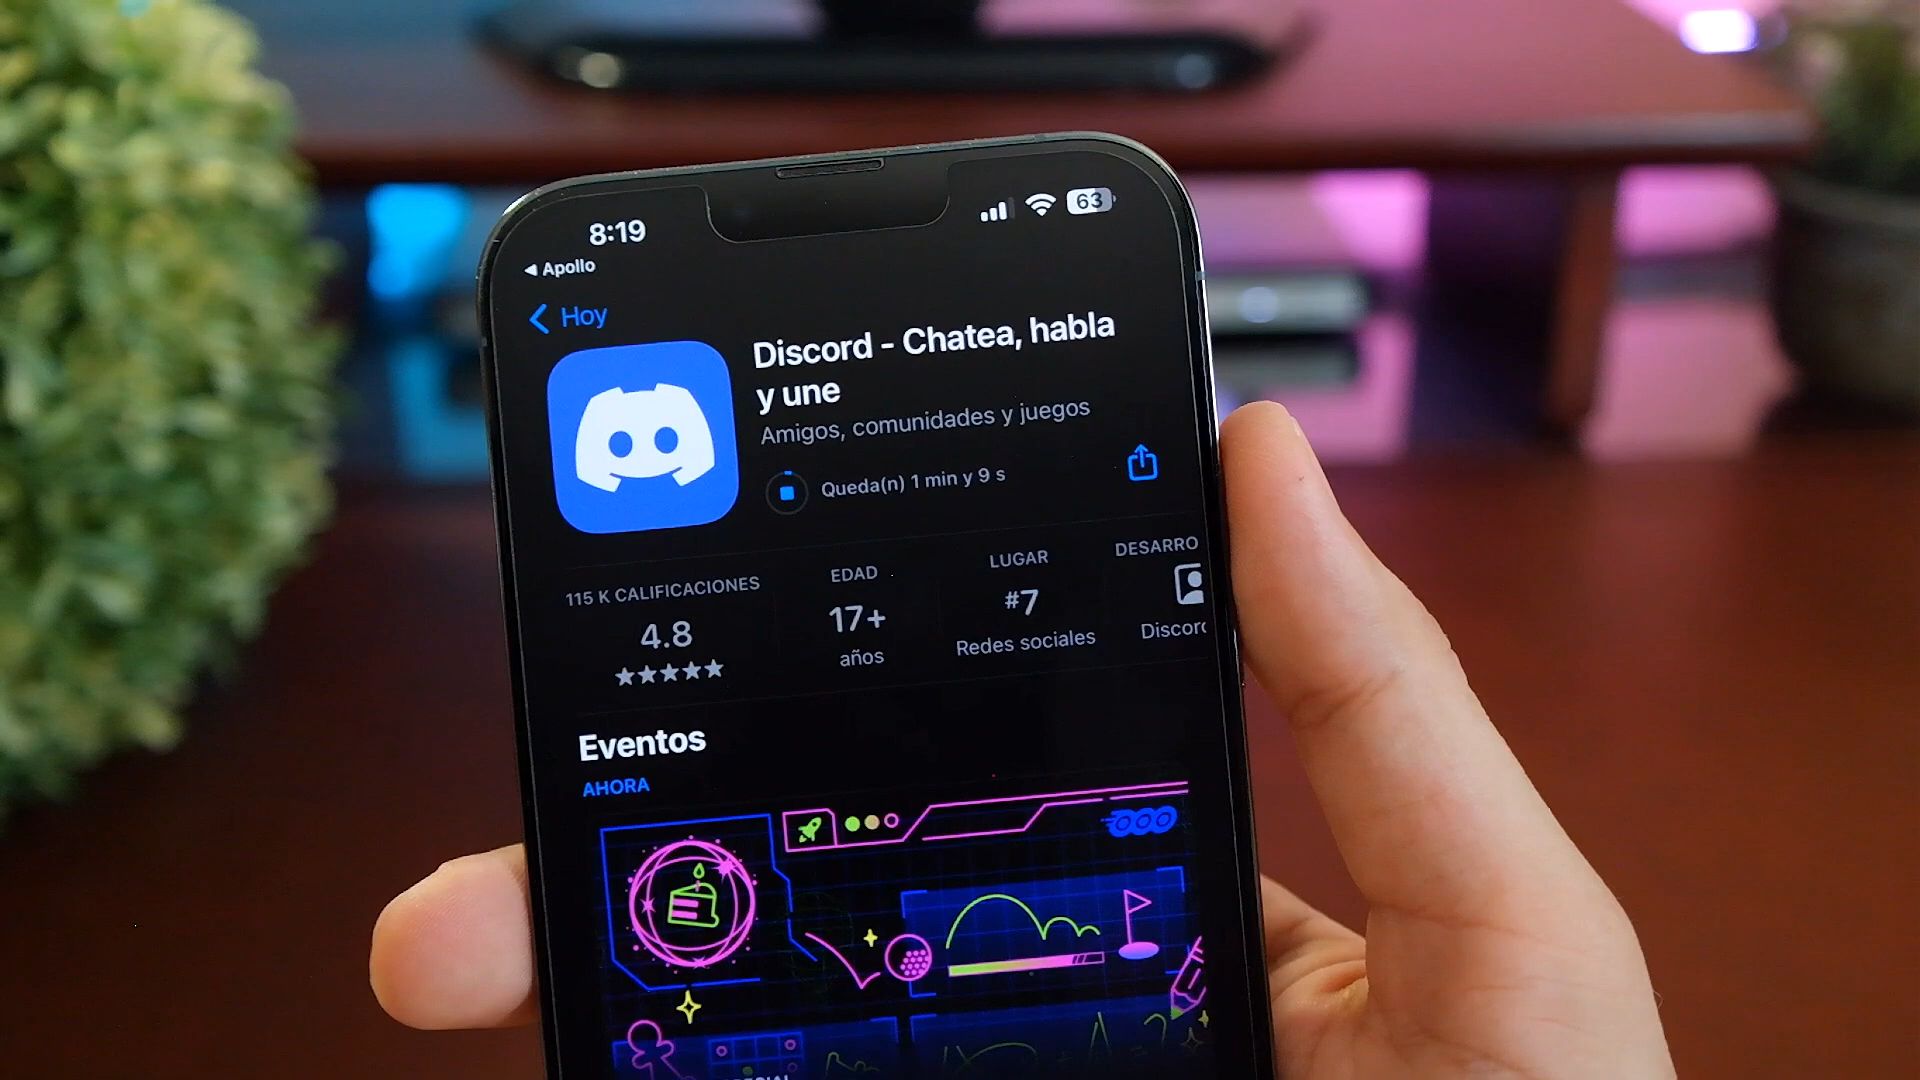 8:19
63
◀ Apollo
Hoy
Discord - Chatea, habla
y une
Amigos, comunidades y juegos
Queda(n) 1 min y 9 s
115 K CALIFICACIONES
4.8
EDAD
17+
años
LUGAR
#7
Redes sociales
DESARRO
Discord
Eventos
AHORA